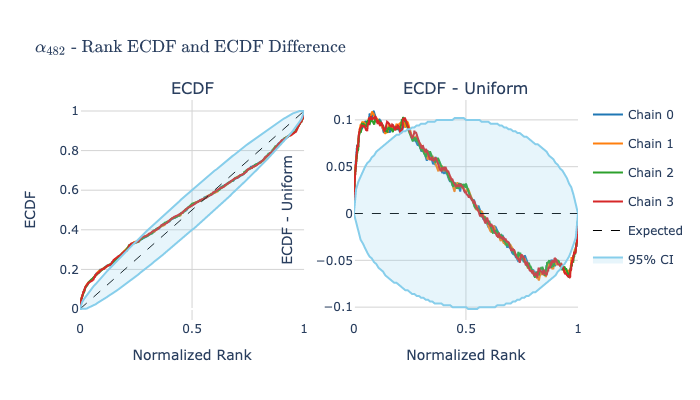 α482 - Rank ECDF and ECDF Difference
ECDF
ECDF - Uniform
1
0.8
0.6
0.4
0.2
0
0
0.5
1
ECDF
Normalized Rank
0.1
0.05
0
−0.05
−0.1
0
0.5
1
ECDF - Uniform
Normalized Rank
Chain 0
Chain 1
Chain 2
Chain 3
Expected
95% CI